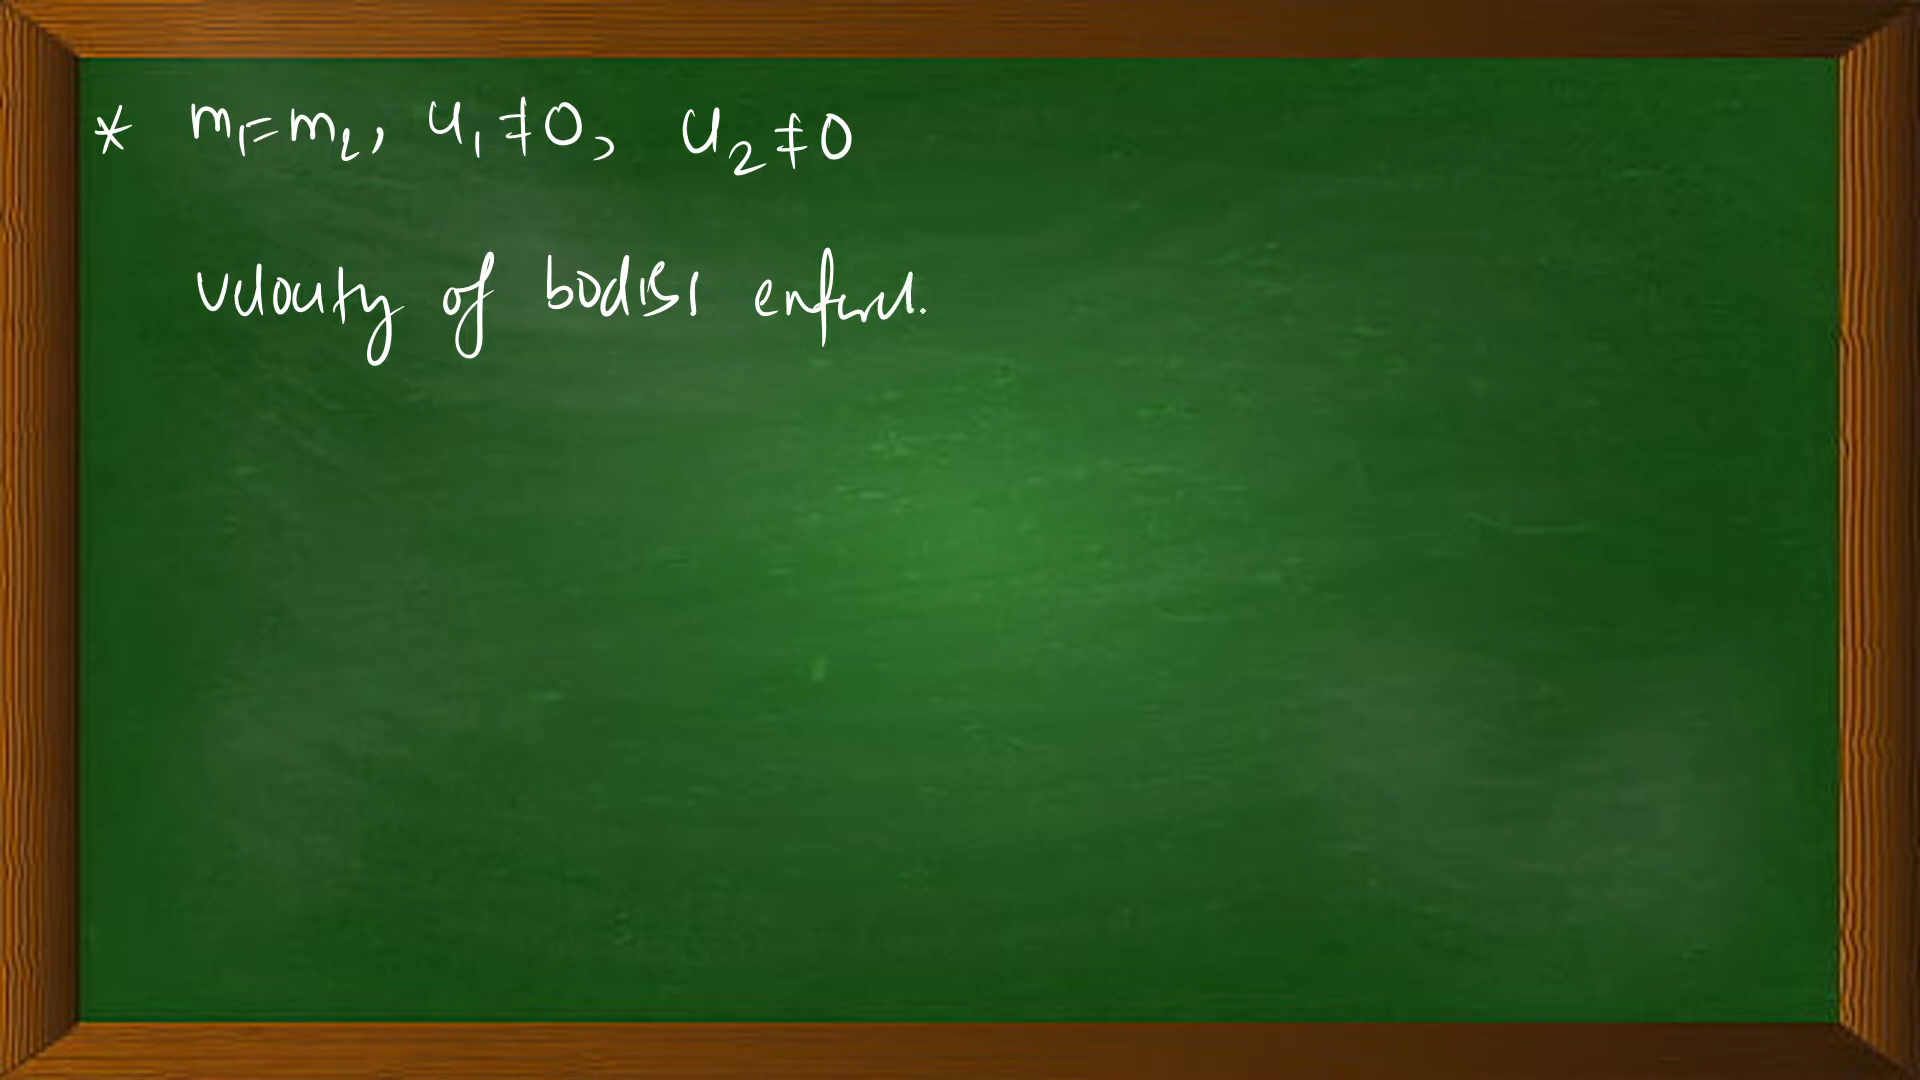 * m₁=m₂, u₁≠0, u₂≠0
velocity of bodies